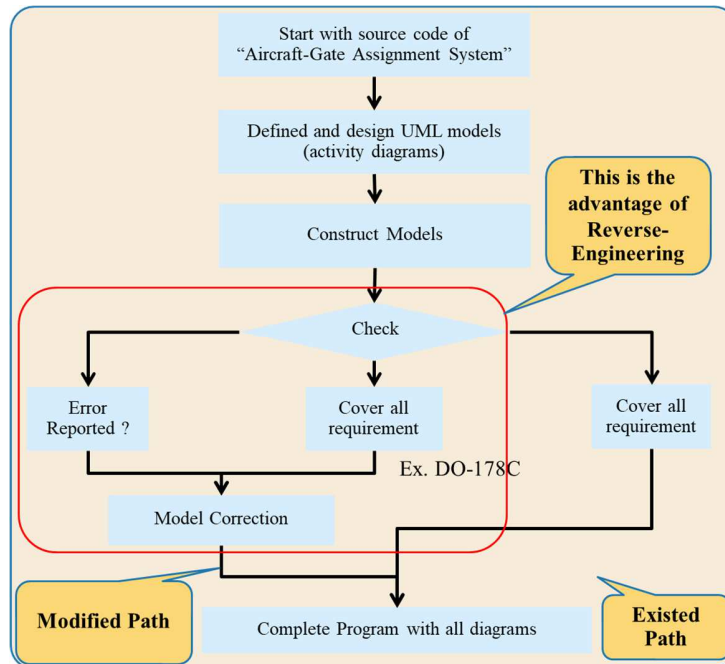 Start with source code of
“Aircraft-Gate Assignment System”
Defined and design UML models
(activity diagrams)
This is the
advantage of
Reverse-
Engineering
Construct Models
Check
Error
Reported ?
Cover all
requirement
Cover all
requirement
Ex. DO-178C
Model Correction
Modified Path
Complete Program with all diagrams
Existed
Path